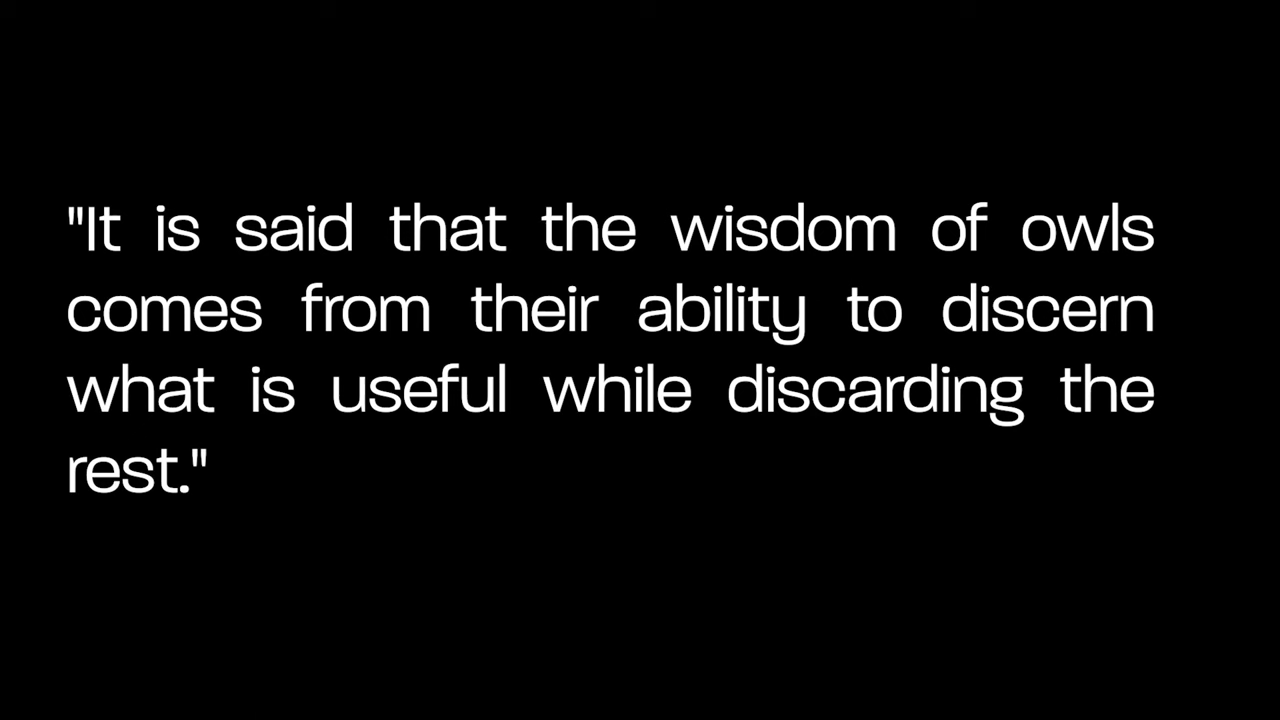 "It is said that the wisdom of owls
comes from their ability to discern
what is useful while discarding the
rest."